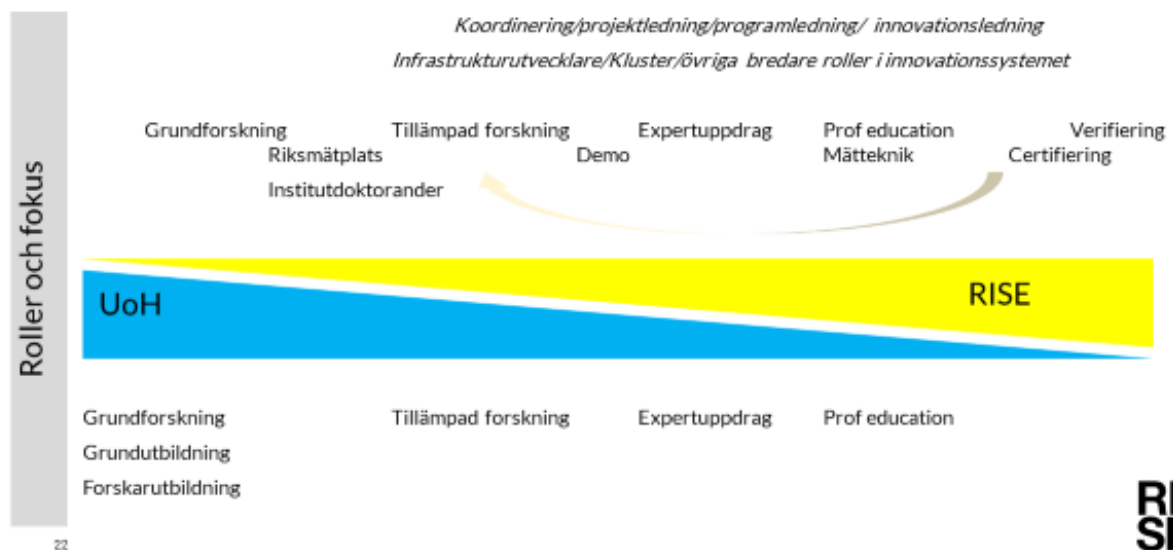 Koordinering/projektledning/programledning/ innovationsledning
Infrastrukturutvecklare/Kluster/övriga bredare roller i innovationssystemet
Roller och fokus
Grundforskning Tillämpad forskning Expertuppdrag Prof education Verifiering
Riksmätplats Demo Mätteknik Certifiering
Institutdoktorander
UoH RISE
Grundforskning Tillämpad forskning Expertuppdrag Prof education
Grundutbildning
Forskarutbildning
22